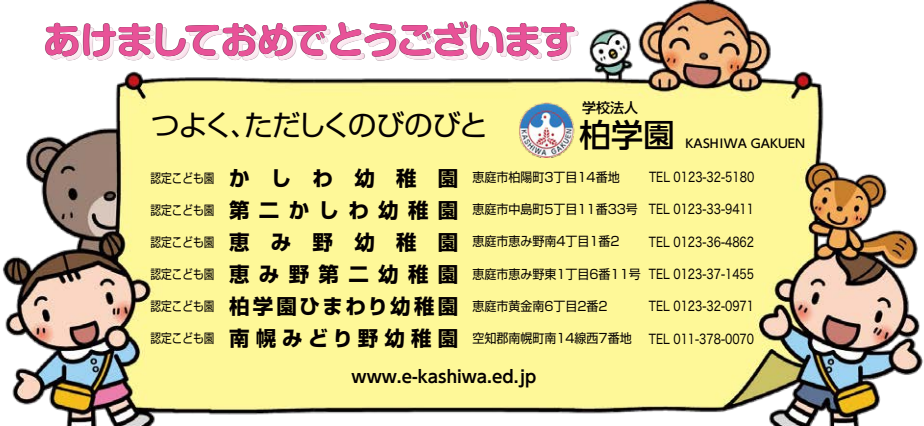 あけましておめでとうございます
つよく、ただしくのびのびと
学校法人
柏学園 KASHIWA GAKUEN
KASHIWA GAKUEN
認定こども園 かしわ幼稚園 恵庭市柏陽町3丁目14番地 TEL 0123-32-5180
認定こども園 第二かしわ幼稚園 恵庭市中島町5丁目11番33号 TEL 0123-33-9411
認定こども園 恵み野幼稚園 恵庭市恵み野南4丁目1番2 TEL 0123-36-4862
認定こども園 恵み野第二幼稚園 恵庭市恵み野東1丁目6番11号 TEL 0123-37-1455
認定こども園 柏学園ひまわり幼稚園 恵庭市黄金南6丁目2番2 TEL 0123-32-0971
認定こども園 南幌みどり野幼稚園 空知郡南幌町南14線西7番地 TEL 011-378-0070
www.e-kashiwa.ed.jp